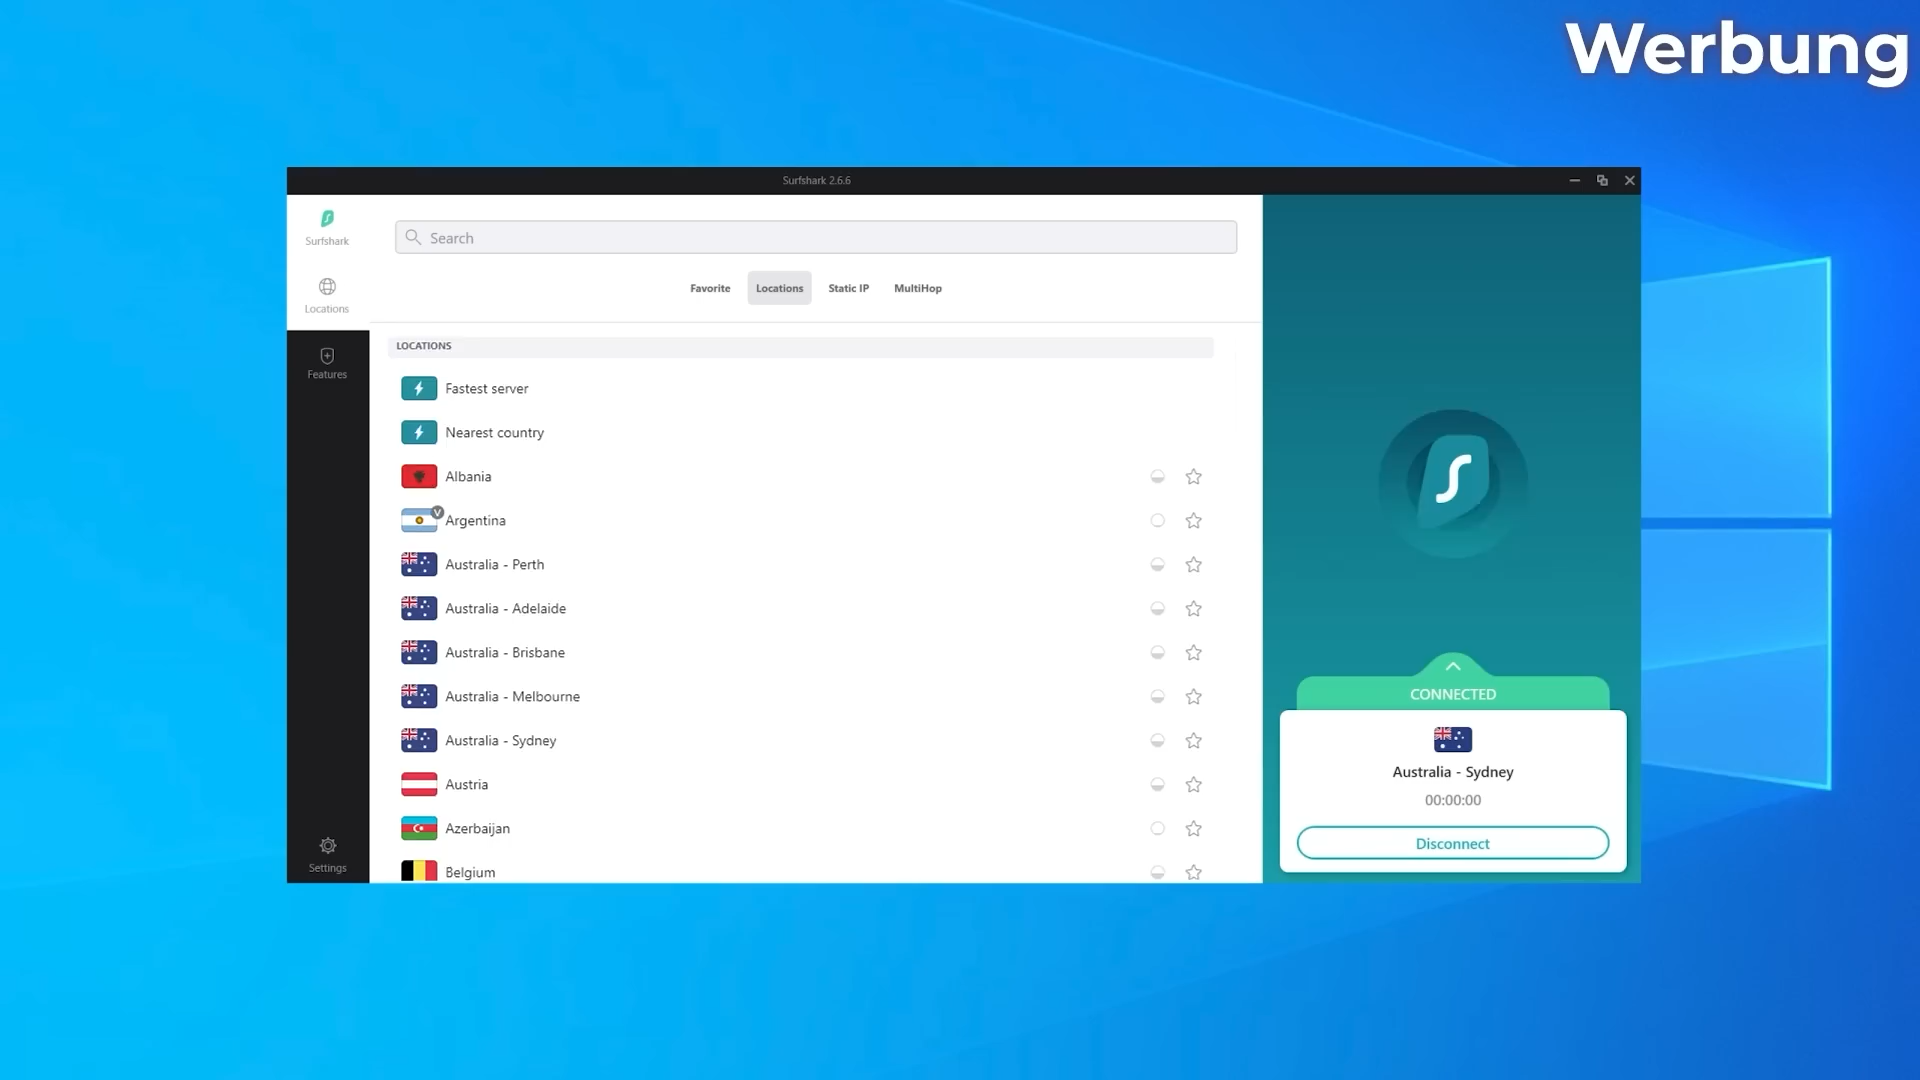 Werbung
Surfshark 2.6.6
Surfshark
Locations
Features
Settings
Search
Favorite
Locations
Static IP
MultiHop
LOCATIONS
Fastest server
Nearest country
Albania
V
Argentina
Australia - Perth
Australia - Adelaide
Australia - Brisbane
Australia - Melbourne
Australia - Sydney
Austria
Azerbaijan
Belgium
CONNECTED
Australia - Sydney
00:00:00
Disconnect